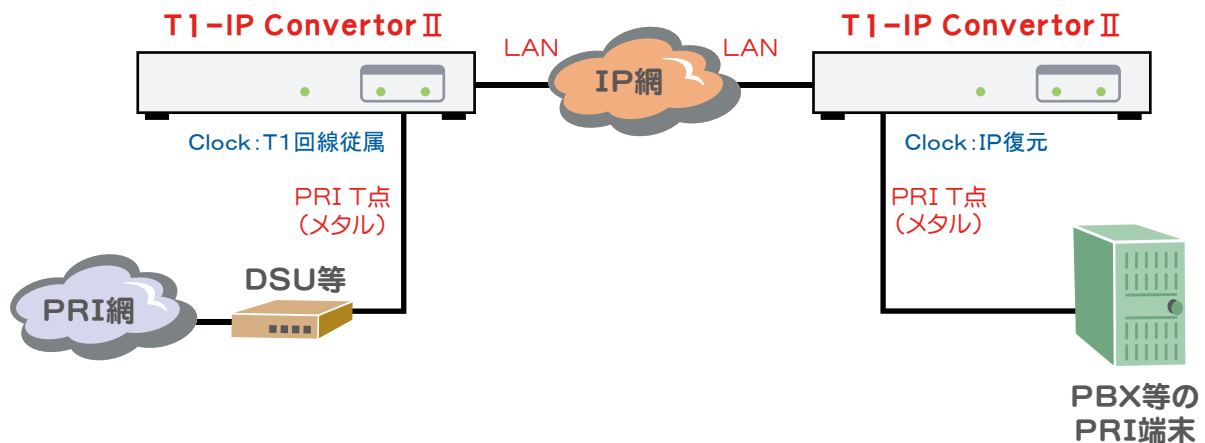 T1-IP ConvertorⅡ
T1-IP ConvertorⅡ
LAN
IP網
LAN
Clock:T1回線従属
Clock:IP復元
PRI T点
(メタル)
PRI T点
(メタル)
DSU等
PRI網
PBX等の
PRI端末